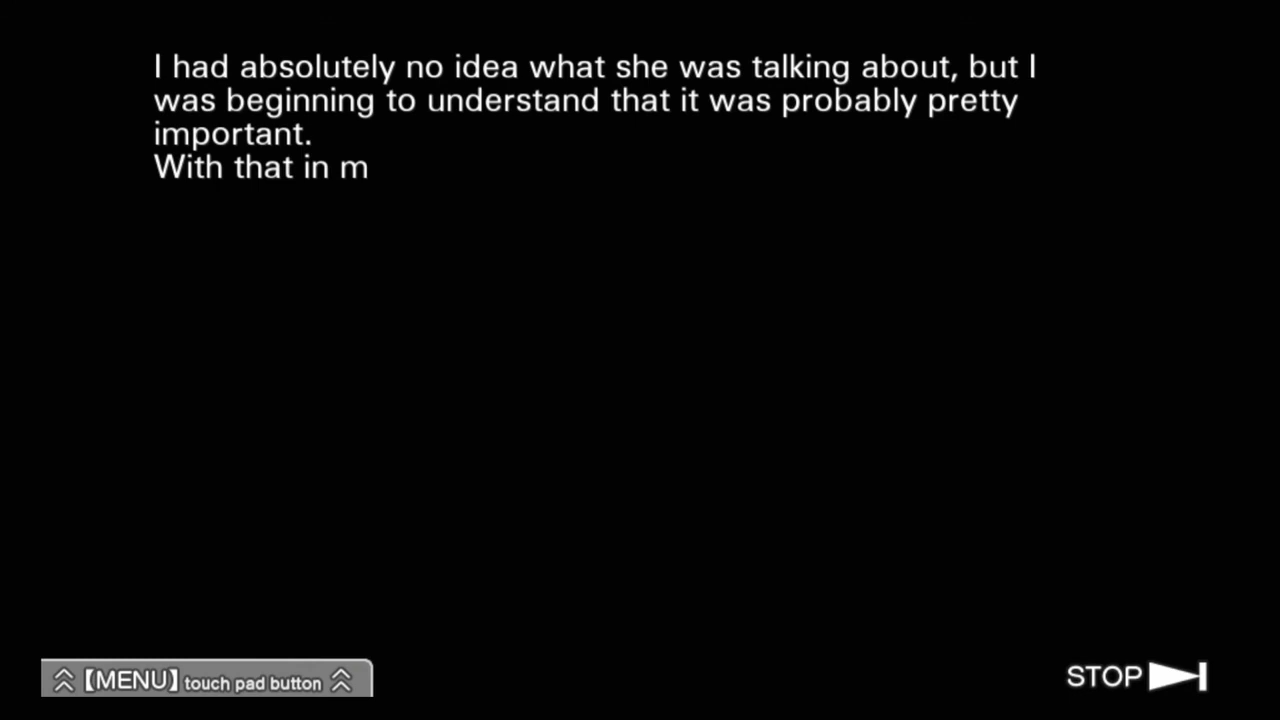 I had absolutely no idea what she was talking about, but I
was beginning to understand that it was probably pretty
important.
With that in m
【MENU】 touch pad button
STOP